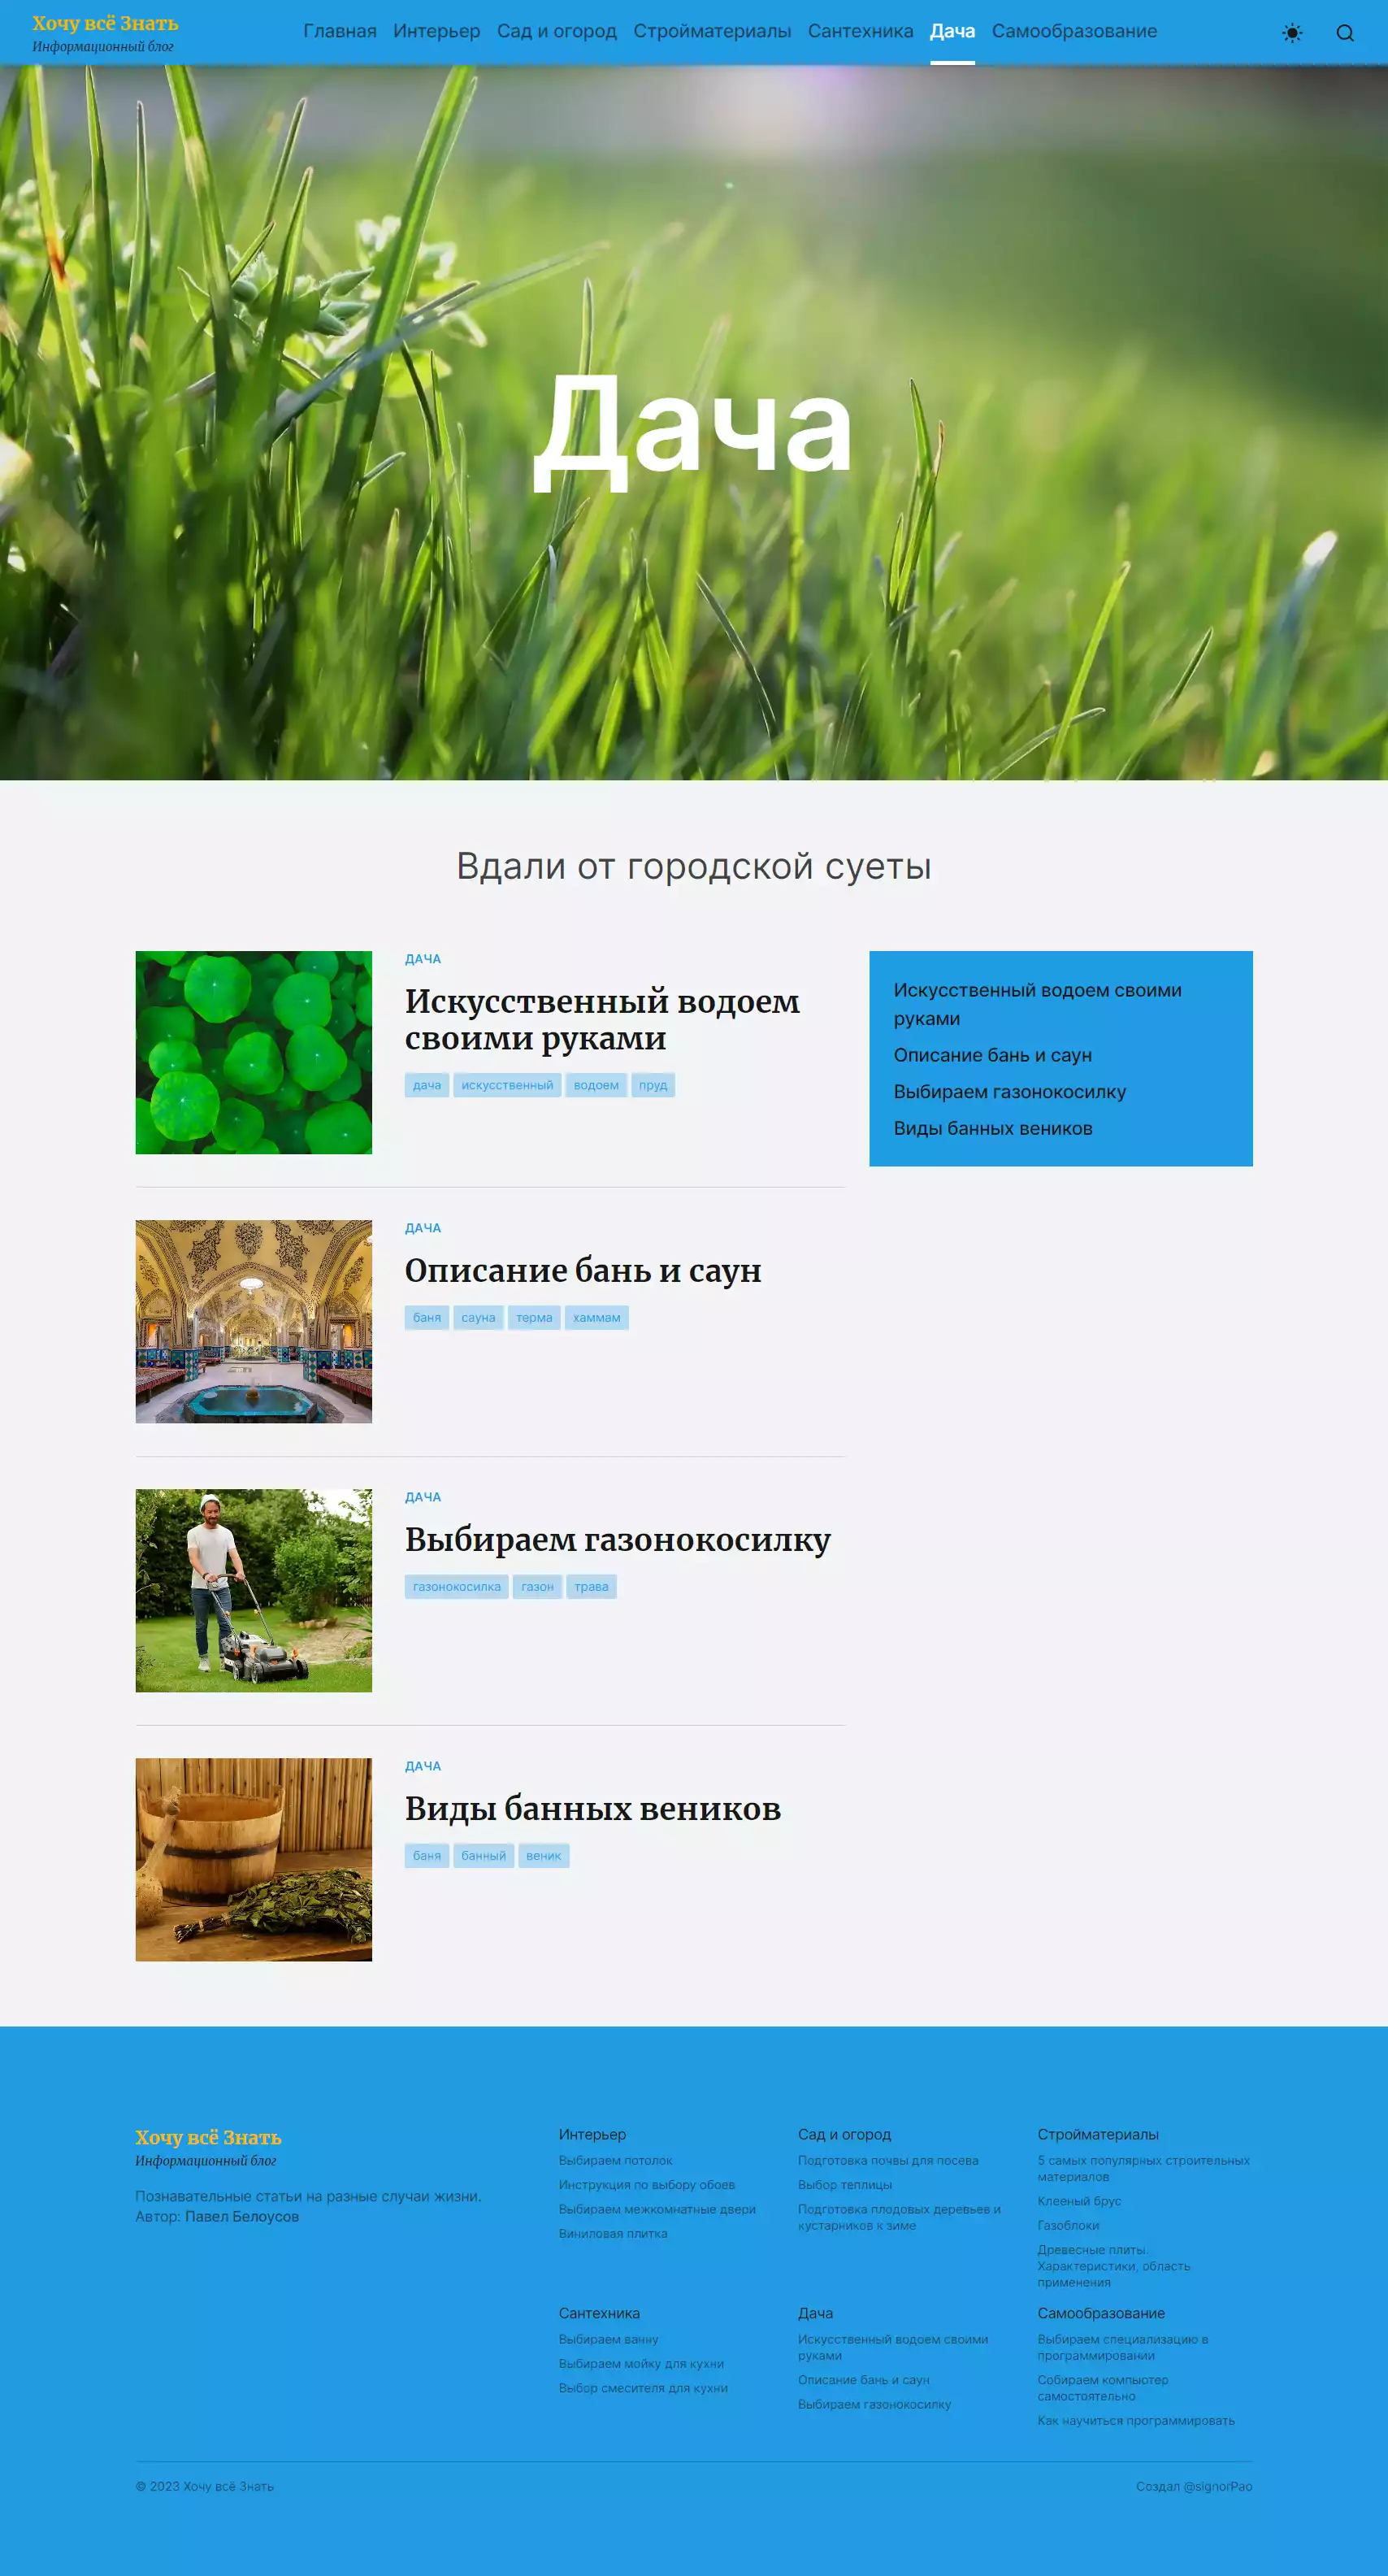 Хочу всё Знать
Информационный блог
Главная Интерьер Сад и огород Стройматериалы Сантехника Дача Самообразование
Дача
Вдали от городской суеты
ДАЧА
Искусственный водоем
своими руками
дача искусственный водоем пруд
Искусственный водоем своими
руками
Описание бань и саун
Выбираем газонокосилку
Виды банных веников
ДАЧА
Описание бань и саун
баня сауна терма хаммам
ДАЧА
Выбираем газонокосилку
газонокосилка газон трава
ДАЧА
Виды банных веников
баня банный веник
Хочу всё Знать
Информационный блог
Познавательные статьи на разные случаи жизни.
Автор: Павел Белоусов
Интерьер
Выбираем потолок
Инструкция по выбору обоев
Выбираем межкомнатные двери
Виниловая плитка
Сад и огород
Подготовка почвы для посева
Выбор теплицы
Подготовка плодовых деревьев и
кустарников к зиме
Стройматериалы
5 самых популярных строительных
материалов
Клееный брус
Газоблоки
Древесные плиты.
Характеристики, область
применения
Сантехника
Выбираем ванну
Выбираем мойку для кухни
Выбор смесителя для кухни
Дача
Искусственный водоем своими
руками
Описание бань и саун
Выбираем газонокосилку
Самообразование
Выбираем специализацию в
программировании
Собираем компьютер
самостоятельно
Как научиться программировать
© 2023 Хочу всё Знать
Создал @signorPao